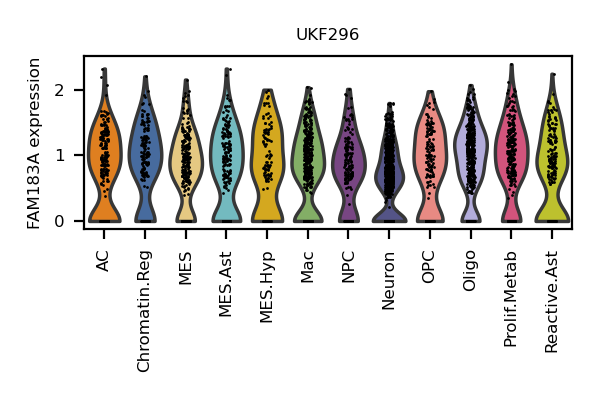 UKF296
FAM183A expression
2
1
0
AC
Chromatin.Reg
MES
MES.Ast
MES.Hyp
Mac
NPC
Neuron
OPC
Oligo
Prolif.Metab
Reactive.Ast